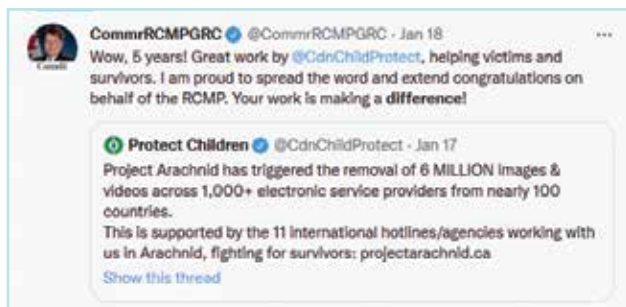 CommrRCMPGRC @CommrRCMPGRC · Jan 18
Wow, 5 years! Great work by @CdnChildProtect, helping victims and
survivors. I am proud to spread the word and extend congratulations on
behalf of the RCMP. Your work is making a difference!
Canada
Protect Children @CdnChildProtect · Jan 17
Project Arachnid has triggered the removal of 6 MILLION images &
videos across 1,000+ electronic service providers from nearly 100
countries.
This is supported by the 11 international hotlines/agencies working with
us in Arachnid, fighting for survivors: projectarachnid.ca
Show this thread